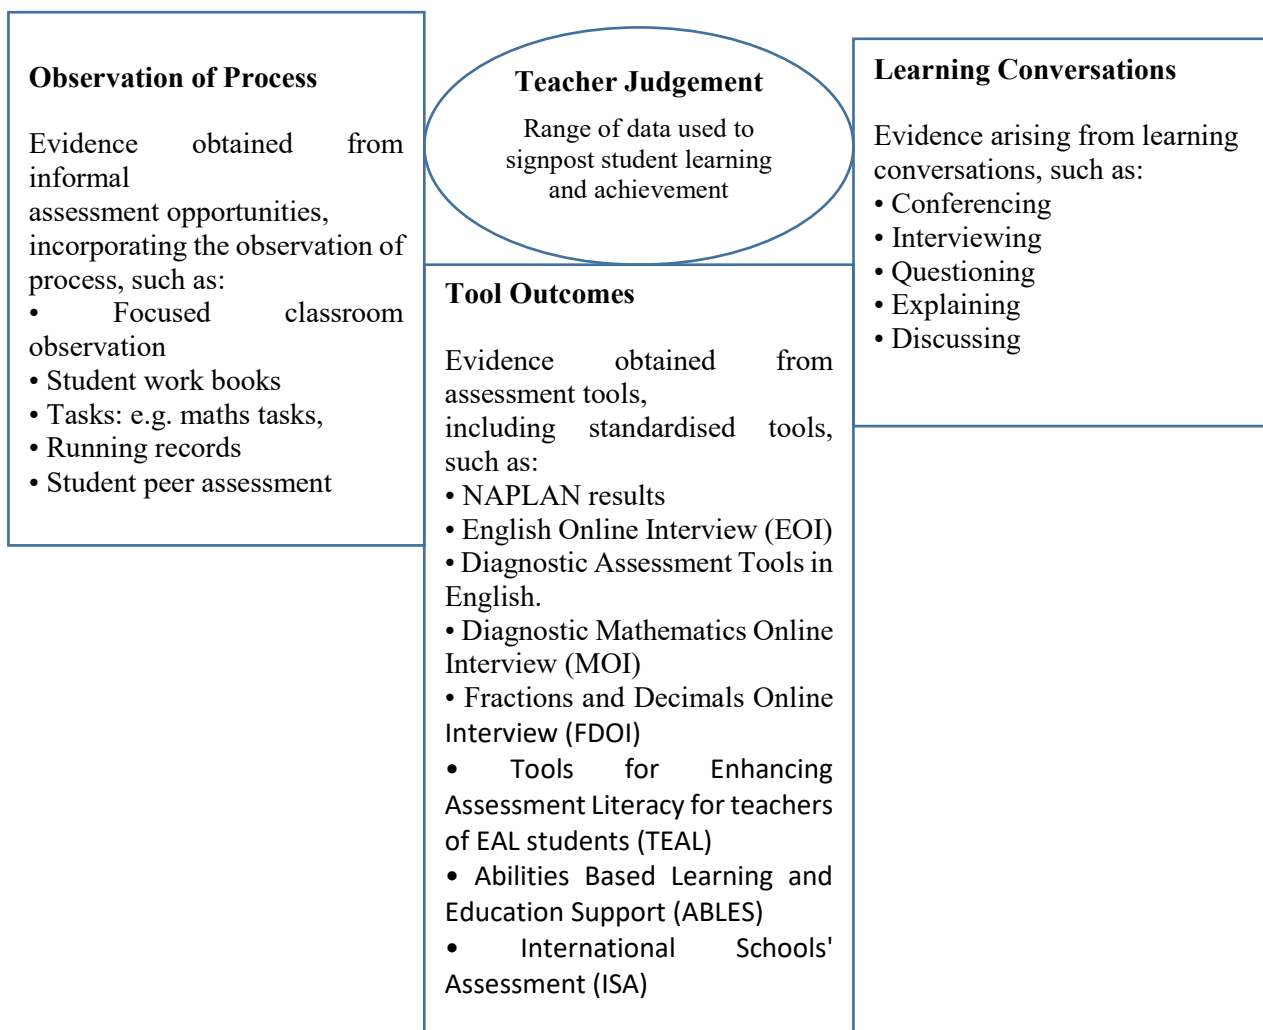 Observation of Process
Evidence obtained from
informal
assessment opportunities,
incorporating the observation of
process, such as:
• Focused classroom
observation
• Student work books
• Tasks: e.g. maths tasks,
• Running records
• Student peer assessment
Teacher Judgement
Range of data used to
signpost student learning
and achievement
Tool Outcomes
Evidence obtained from
assessment tools,
including standardised tools,
such as:
• NAPLAN results
• English Online Interview (EOI)
• Diagnostic Assessment Tools in
English.
• Diagnostic Mathematics Online
Interview (MOI)
• Fractions and Decimals Online
Interview (FDOI)
• Tools for Enhancing
Assessment Literacy for teachers
of EAL students (TEAL)
• Abilities Based Learning and
Education Support (ABLES)
• International Schools'
Assessment (ISA)
Learning Conversations
Evidence arising from learning
conversations, such as:
• Conferencing
• Interviewing
• Questioning
• Explaining
• Discussing